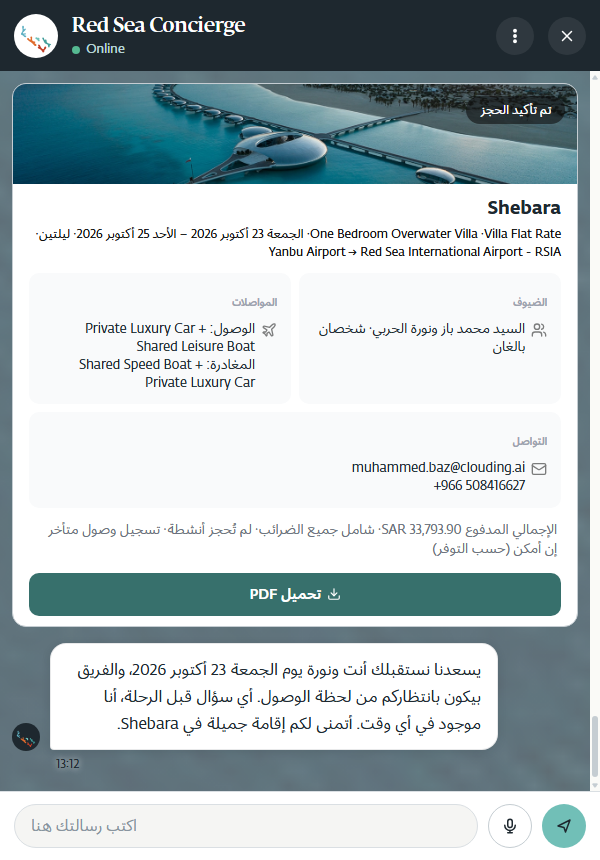 Red Sea Concierge
Online
تم تأكيد الحجز
Shebara
One Bedroom Overwater Villa ·Villa Flat Rate· الجمعة 23 أكتوبر 2026 – الأحد 25 أكتوبر 2026· ليلتين·
Yanbu Airport → Red Sea International Airport - RSIA
الضيوف
السيد محمد باز ونورة الحربي· شخصان
بالغان
المواصلات
الوصول: Private Luxury Car +
Shared Leisure Boat
المغادرة: Shared Speed Boat +
Private Luxury Car
التواصل
muhammed.baz@clouding.ai
+966 508416627
الإجمالي المدفوع SAR 33,793.90· شامل جميع الضرائب· لم تُحجز أنشطة· تسجيل وصول متأخر
إن أمكن (حسب التوفر)
تحميل PDF
يسعدنا نستقبلك أنت ونورة يوم الجمعة 23 أكتوبر 2026، والفريق
بيكون بانتظاركم من لحظة الوصول. أي سؤال قبل الرحلة، أنا
موجود في أي وقت. أتمنى لكم إقامة جميلة في Shebara.
13:12
اكتب رسالتك هنا